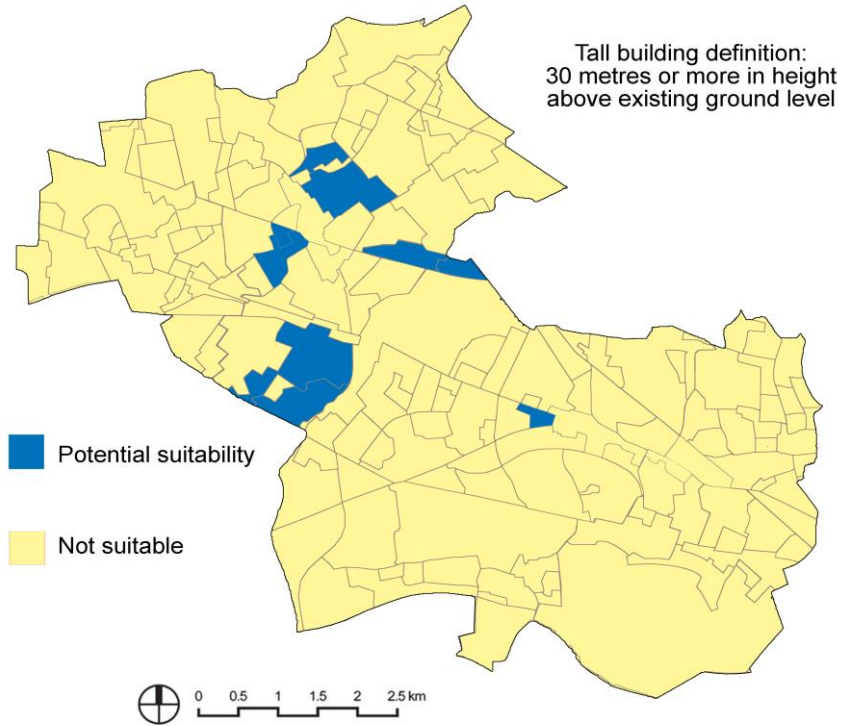 Tall building definition:
30 metres or more in height
above existing ground level
Potential suitability
Not suitable
0 0.5 1 1.5 2 2.5 km